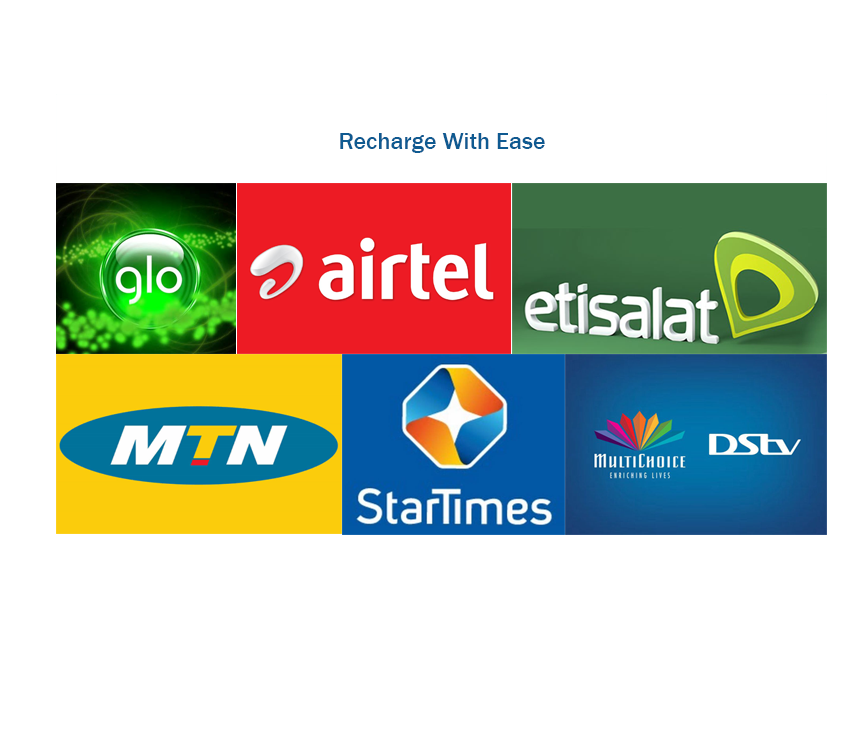 Recharge With Ease
glo
airtel
etisalat
MTN
StarTimes
MULTICHOICE
ENRICHING LIVES
DStv